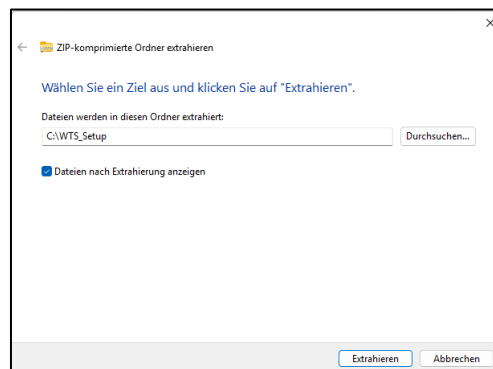 ZIP-komprimierte Ordner extrahieren
Wählen Sie ein Ziel aus und klicken Sie auf "Extrahieren".
Dateien werden in diesen Ordner extrahiert:
C:\WTS_Setup
Durchsuchen...
Dateien nach Extrahierung anzeigen
Extrahieren
Abbrechen